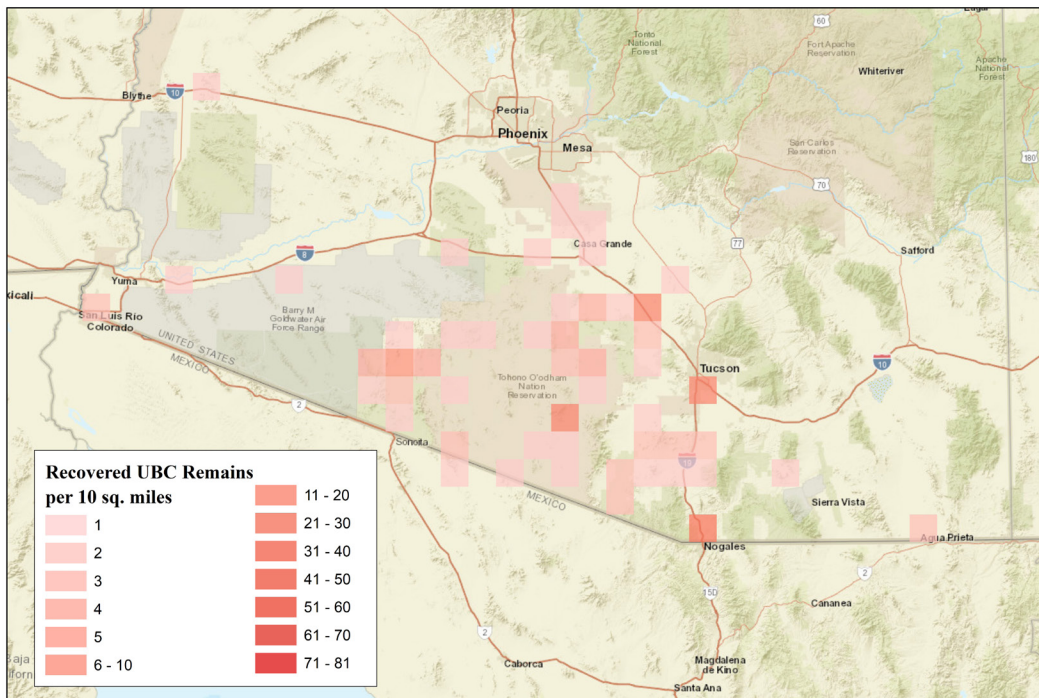 Edgar
60
Tonto
National
Forest
Fort Apache
Reservation
Whiteriver
Apache
National
Forest
Blythe
10
Peoria
Phoenix
Mesa
San Carlos
Reservation
180
70
77
Casa Grande
Safford
8
Yuma
xicali
San Luis Rio
Colorado
Barry M
Goldwater Air
Force Range
UNITED STATES
MEXICO
2
Tohono O'odham
Nation
Reservation
Tucson
10
Sonoita
MEXICO
Sierra Vista
Nogales
Agua Prieta
2
15D
Cananea
2
Caborca
Magdalena
de Kino
Santa Ana
Baja
Recovered UBC Remains
per 10 sq. miles
1
2
3
4
5
6 - 10
11 - 20
21 - 30
31 - 40
41 - 50
51 - 60
61 - 70
71 - 81